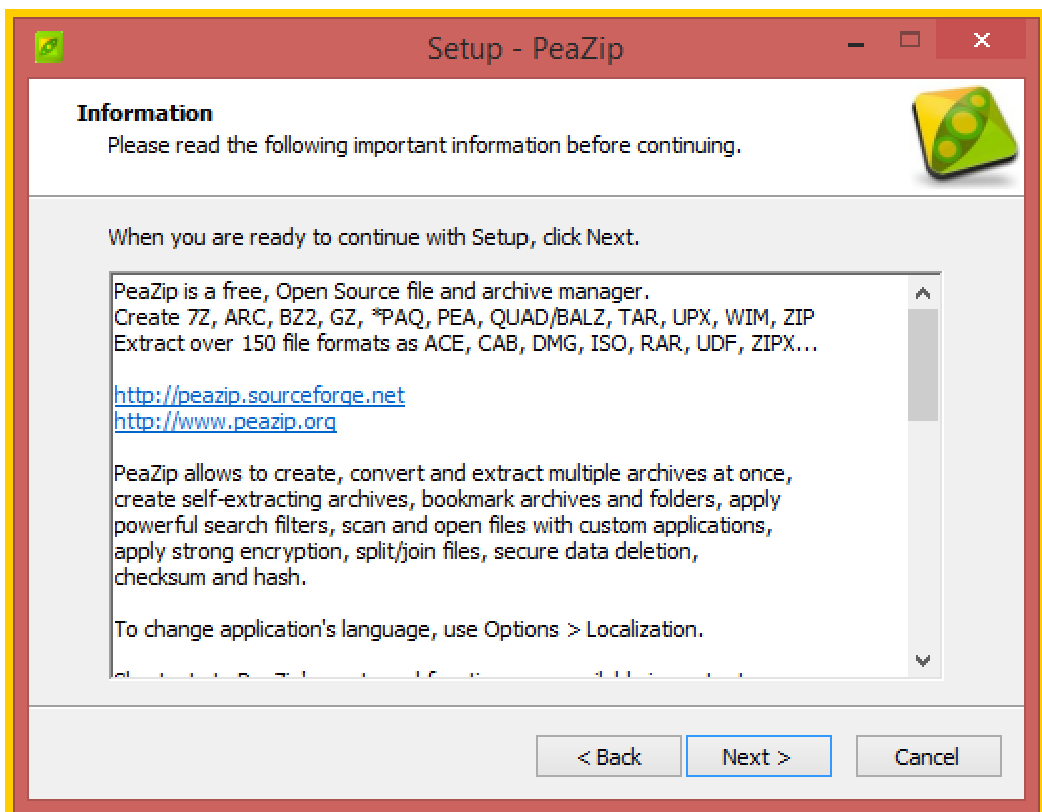 Setup - PeaZip
Information
Please read the following important information before continuing.
When you are ready to continue with Setup, click Next.
PeaZip is a free, Open Source file and archive manager.
Create 7Z, ARC, BZ2, GZ, *PAQ, PEA, QUAD/BALZ, TAR, UPX, WIM, ZIP
Extract over 150 file formats as ACE, CAB, DMG, ISO, RAR, UDF, ZIPX...
http://peazip.sourceforge.net
http://www.peazip.org
PeaZip allows to create, convert and extract multiple archives at once,
create self-extracting archives, bookmark archives and folders, apply
powerful search filters, scan and open files with custom applications,
apply strong encryption, split/join files, secure data deletion,
checksum and hash.
To change application's language, use Options > Localization.
< Back Next > Cancel